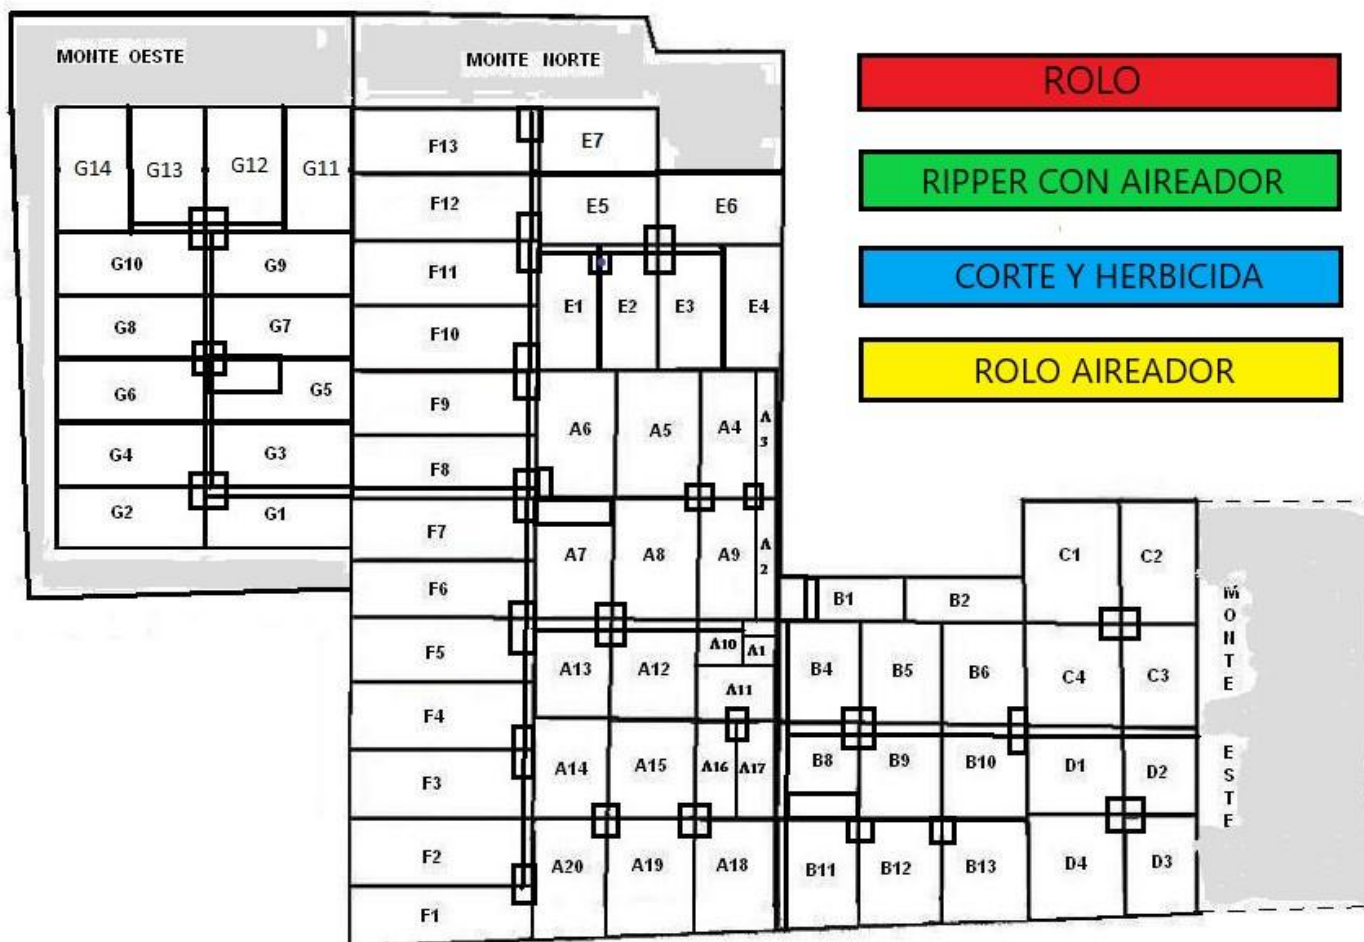 MONTE OESTE
MONTE NORTE
ROLO
RIPPER CON AIREADOR
CORTE Y HERBICIDA
ROLO AIREADOR
G14
G13
G12
G11
G10
G9
G8
G7
G6
G5
G4
G3
G2
G1
F13
F12
F11
F10
F9
F8
F7
F6
F5
F4
F3
F2
F1
E7
E5
E6
E1
E2
E3
E4
A6
A5
A4
A
3
A7
A8
A9
A
2
A13
A12
A10
A1
A11
A14
A15
A16
A17
A20
A19
A18
B1
B2
B4
B5
B6
B8
B9
B10
B11
B12
B13
C1
C2
C4
C3
D1
D2
D4
D3
M
O
N
T
E
E
S
T
E